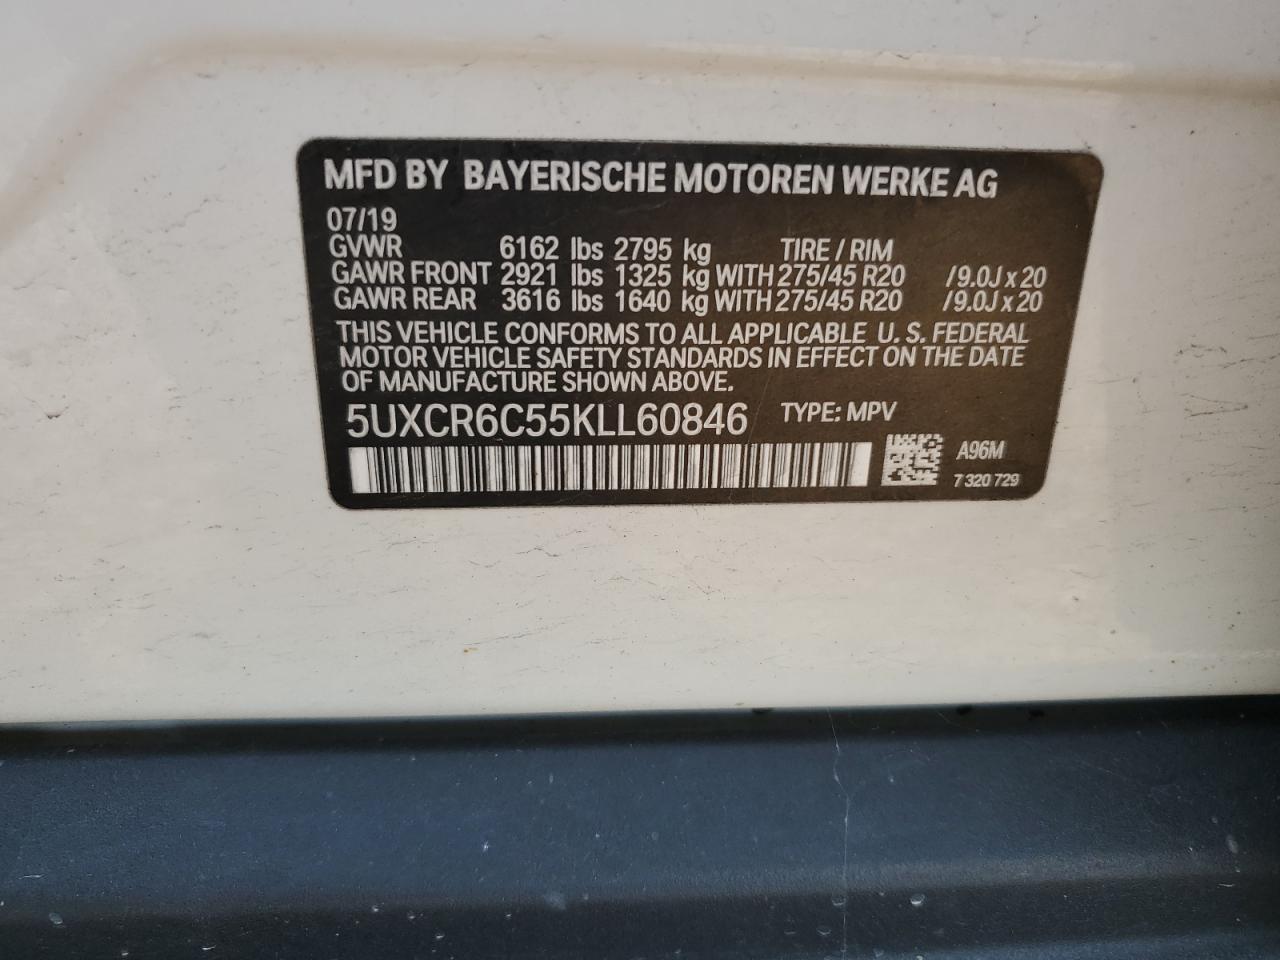 MFD BY BAYERISCHE MOTOREN WERKE AG
07/19
GVWR 6162 lbs 2795 kg TIRE / RIM
GAWR FRONT 2921 lbs 1325 kg WITH 275/45 R20 /9.0J x 20
GAWR REAR 3616 lbs 1640 kg WITH 275/45 R20 /9.0J x 20
THIS VEHICLE CONFORMS TO ALL APPLICABLE U. S. FEDERAL
MOTOR VEHICLE SAFETY STANDARDS IN EFFECT ON THE DATE
OF MANUFACTURE SHOWN ABOVE.
5UXCR6C55KLL60846 TYPE: MPV
A96M
7 320 729